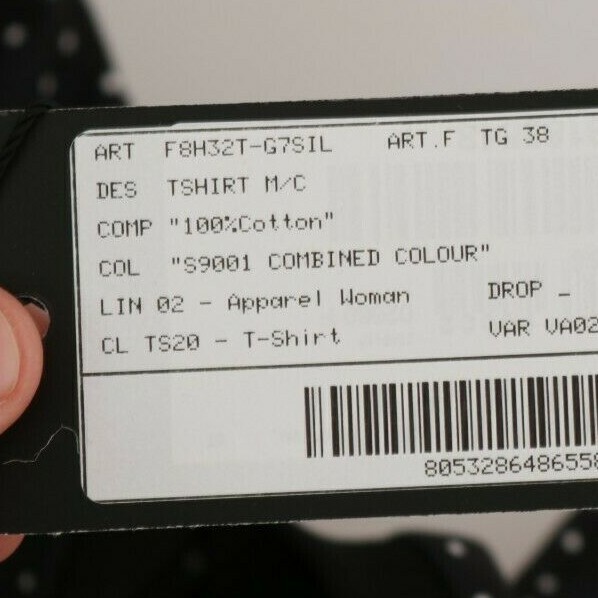 ART F8H32T-G7SIL ART.F TG 38
DES TSHIRT M/C
COMP "100%Cotton"
COL "S9001 COMBINED COLOUR"
LIN 02 - Apparel Woman DROP _
CL TS20 - T-Shirt VAR VA02
805328648655